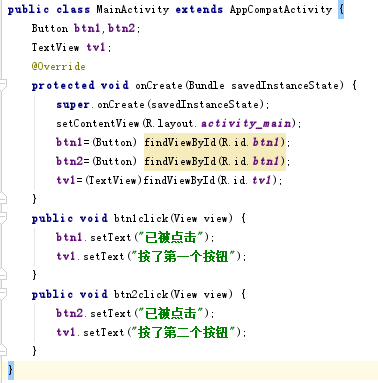 public class MainActivity extends AppCompatActivity {
Button btn1,btn2;
TextView tv1;
@Override
protected void onCreate(Bundle savedInstanceState) {
super.onCreate(savedInstanceState);
setContentView(R.layout.activity_main);
btn1=(Button) findViewById(R.id.btn1);
btn2=(Button) findViewById(R.id.btn1);
tv1=(TextView)findViewById(R.id.tv1);
}
public void btn1click(View view) {
btn1.setText("已被点击");
tv1.setText("按了第一个按钮");
}
public void btn2click(View view) {
btn2.setText("已被点击");
tv1.setText("按了第二个按钮");
}
}